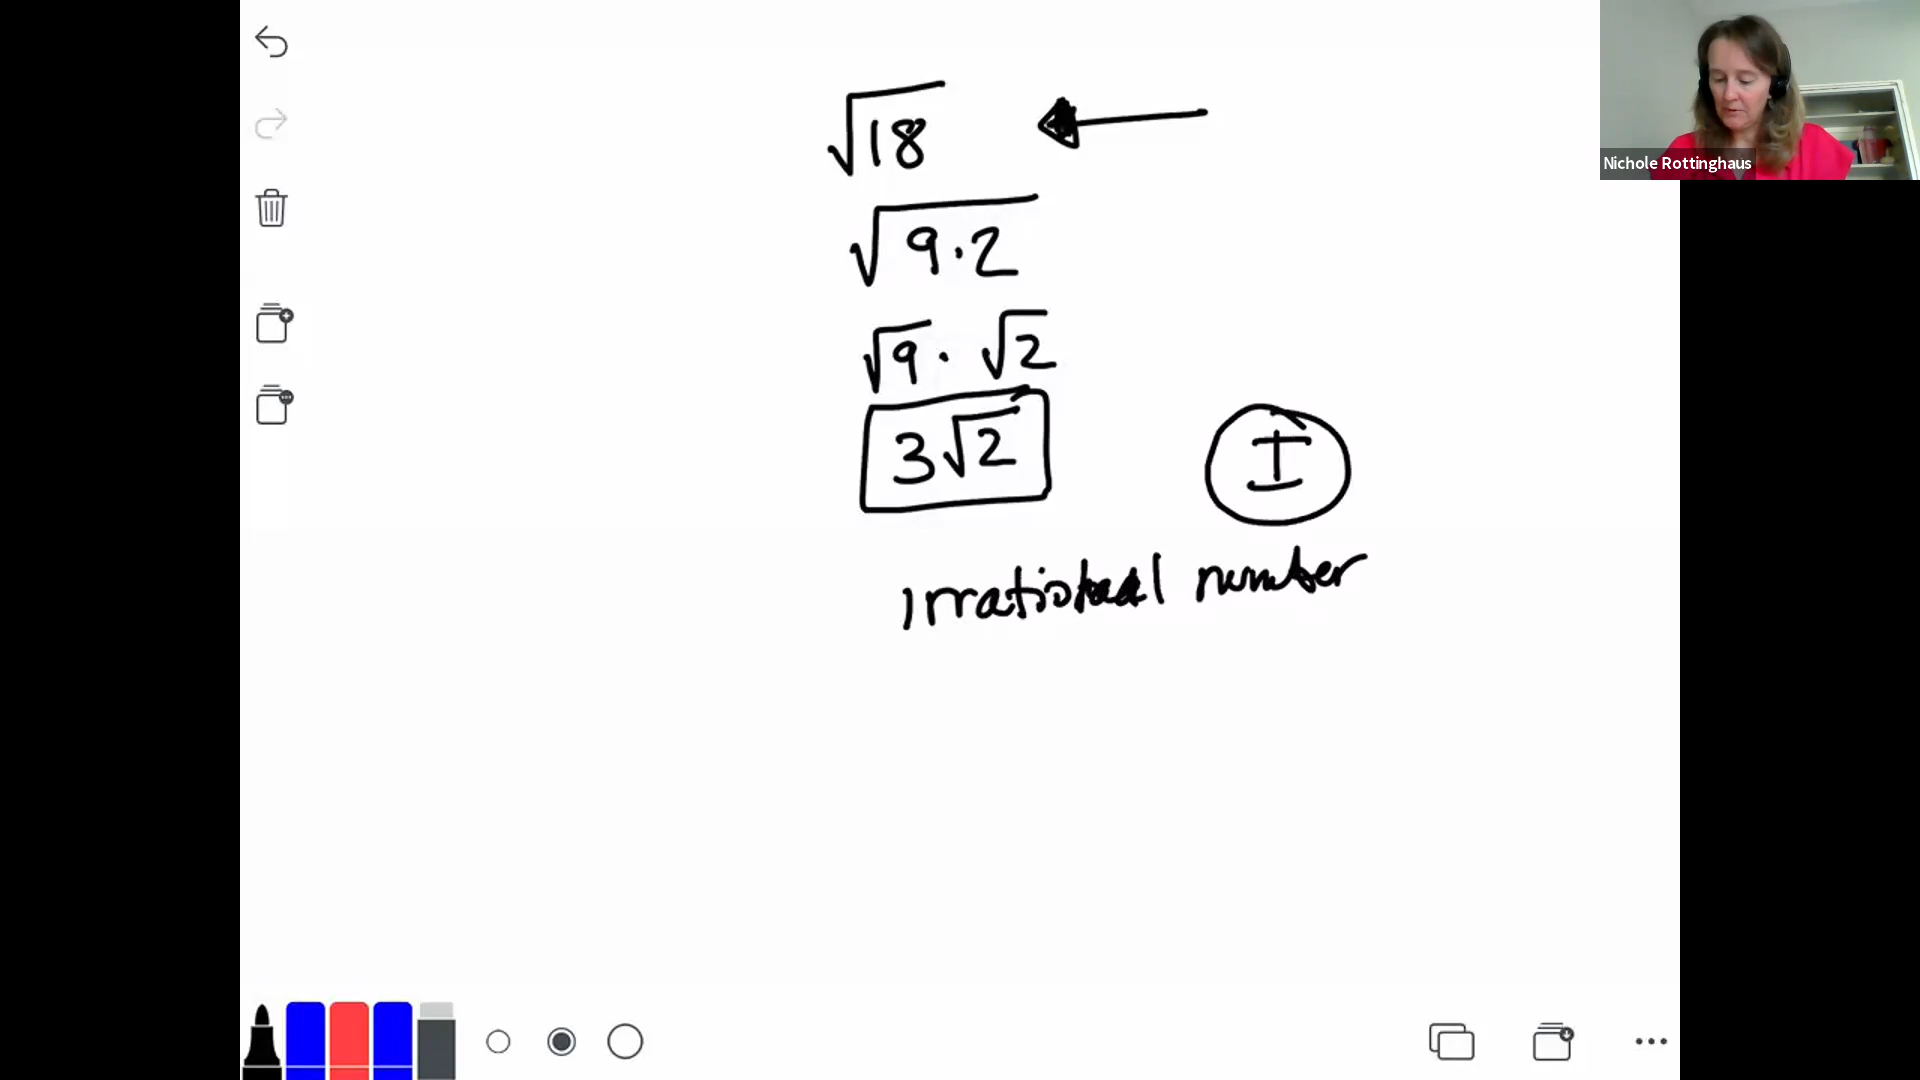 √18
√9·2
√9 · √2
3√2
I
irrational number
Nichole Rottinghaus